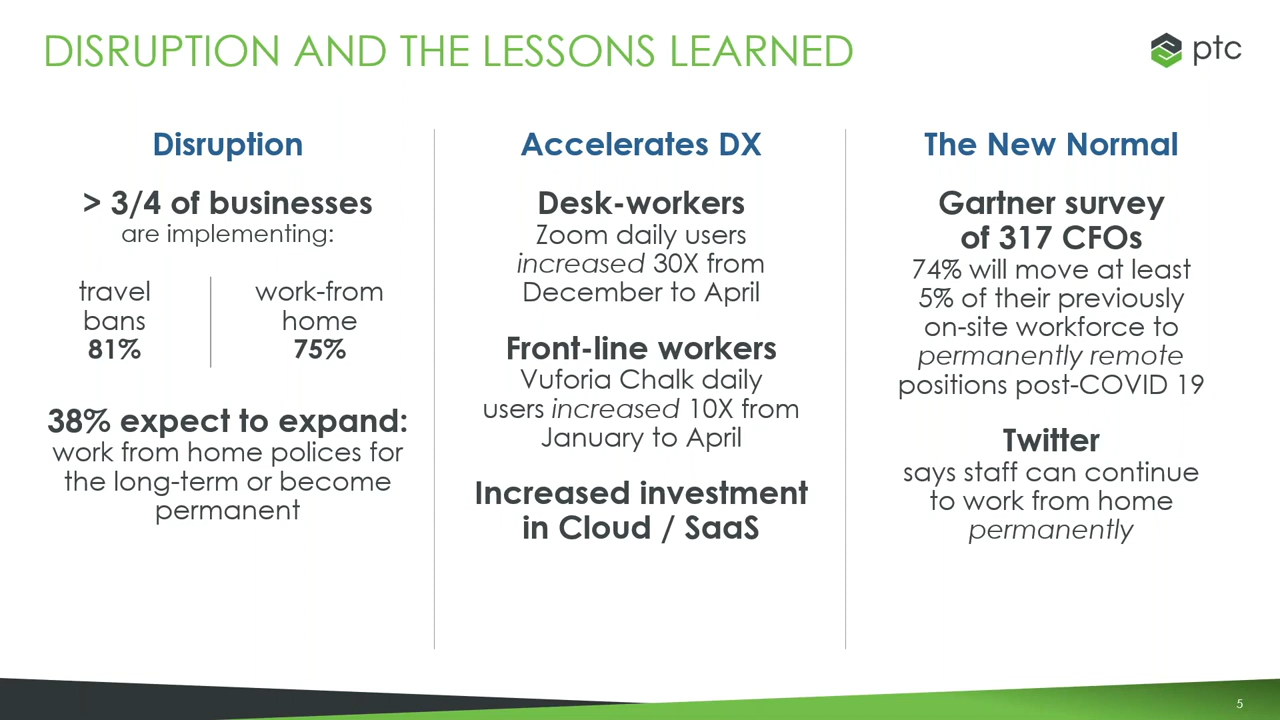 DISRUPTION AND THE LESSONS LEARNED
ptc
Disruption
> 3/4 of businesses
are implementing:
travel
bans
81%
work-from
home
75%
38% expect to expand:
work from home polices for
the long-term or become
permanent
Accelerates DX
Desk-workers
Zoom daily users
increased 30X from
December to April
Front-line workers
Vuforia Chalk daily
users increased 10X from
January to April
Increased investment
in Cloud / SaaS
The New Normal
Gartner survey
of 317 CFOs
74% will move at least
5% of their previously
on-site workforce to
permanently remote
positions post-COVID 19
Twitter
says staff can continue
to work from home
permanently
5